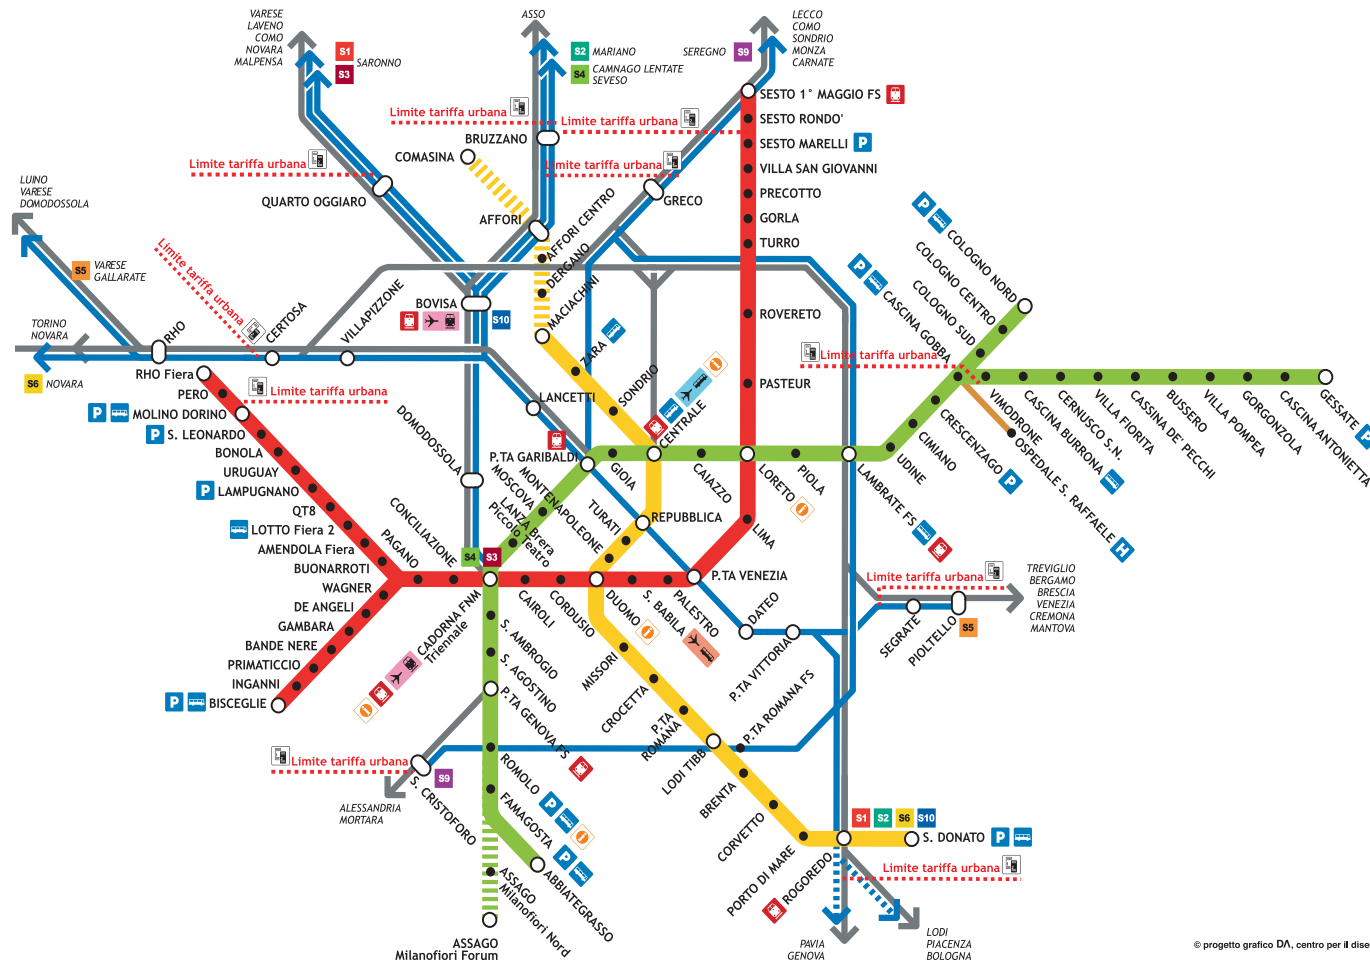 VARESE
LAVENO
COMO
NOVARA
MALPENSA
S1
S3
SARONNO
ASSO
S2
MARIANO
S4
CAMNAGO LENTATE
SEVESO
SEREGNO
S9
LECCO
COMO
SONDRIO
MONZA
CARNATE
SESTO 1° MAGGIO FS
SESTO RONDO'
SESTO MARELLI
P
VILLA SAN GIOVANNI
PRECOTTO
GORLA
TURRO
ROVERETO
PASTEUR
Limite tariffa urbana
Limite tariffa urbana
BRUZZANO
COMASINA
Limite tariffa urbana
Limite tariffa urbana
QUARTO OGGIARO
GRECO
AFFORI
AFFORI CENTRO
DERGANO
MACIACHINI
LUINO
VARESE
DOMODOSSOLA
S5
VARESE
GALLARATE
Limite tariffa urbana
CERTOSA
VILLAPIZZONE
BOVISA
S10
TORINO
NOVARA
RHO
S6
NOVARA
RHO Fiera
PERO
Limite tariffa urbana
P
MOLINO DORINO
P
S. LEONARDO
BONOLA
URUGUAY
P
LAMPUGNANO
QT8
LOTTO Fiera 2
AMENDOLA Fiera
BUONARROTI
PAGANO
WAGNER
DE ANGELI
GAMBARA
BANDE NERE
PRIMATICCIO
INGANNI
P
BISCEGLIE
CONCILIAZIONE
DOMODOSSOLA
LANCETTI
P.TA GARIBALDI
MOSCOVA
LANZA Brera
Piccolo Teatro
MONTENAPOLEONE
TURATI
REPUBBLICA
ZARA
SONDRIO
CENTRALE
GIOIA
CAIAZZO
LORETO
PIOLA
LIMA
LAMBRATE FS
UDINE
CIMIANO
CRESCENZAGO
P
P
COLOGNO NORD
COLOGNO CENTRO
COLOGNO SUD
P
CASCINA GOBBA
Limite tariffa urbana
VIMODRONE
CASCINA BURRONA
CERNUSCO S.N.
VILLA FIORITA
CASSINA DE' PECCHI
BUSSERO
VILLA POMPEA
GORGONZOLA
CASCINA ANTONIETTA
GESSATE
P
OSPEDALE S. RAFFAELE
H
S4
S3
CADORNA FNM
Triennale
CAIROLI
CORDUSIO
DUOMO
S. BABILA
PALESTRO
P.TA VENEZIA
DATEO
P.TA VITTORIA
P.TA ROMANA FS
Limite tariffa urbana
SEGRATE
PIOLTELLO
S5
TREVIGLIO
BERGAMO
BRESCIA
VENEZIA
CREMONA
MANTOVA
S. AMBROGIO
S. AGOSTINO
P.TA GENOVA FS
ROMOLO
FAMAGOSTA
P
P
ABBIATEGRASSO
ASSAGO
Milanofiori Nord
ASSAGO
Milanofiori Forum
Limite tariffa urbana
S. CRISTOFORO
S9
ALESSANDRIA
MORTARA
MISSORI
CROCETTA
P.TA
ROMANA
LODI TIBB
BRENTA
CORVETTO
PORTO DI MARE
ROGOREDO
S1
S2
S6
S10
S. DONATO
P
Limite tariffa urbana
PAVIA
GENOVA
LODI
PIACENZA
BOLOGNA
© progetto grafico DA, centro per il dise